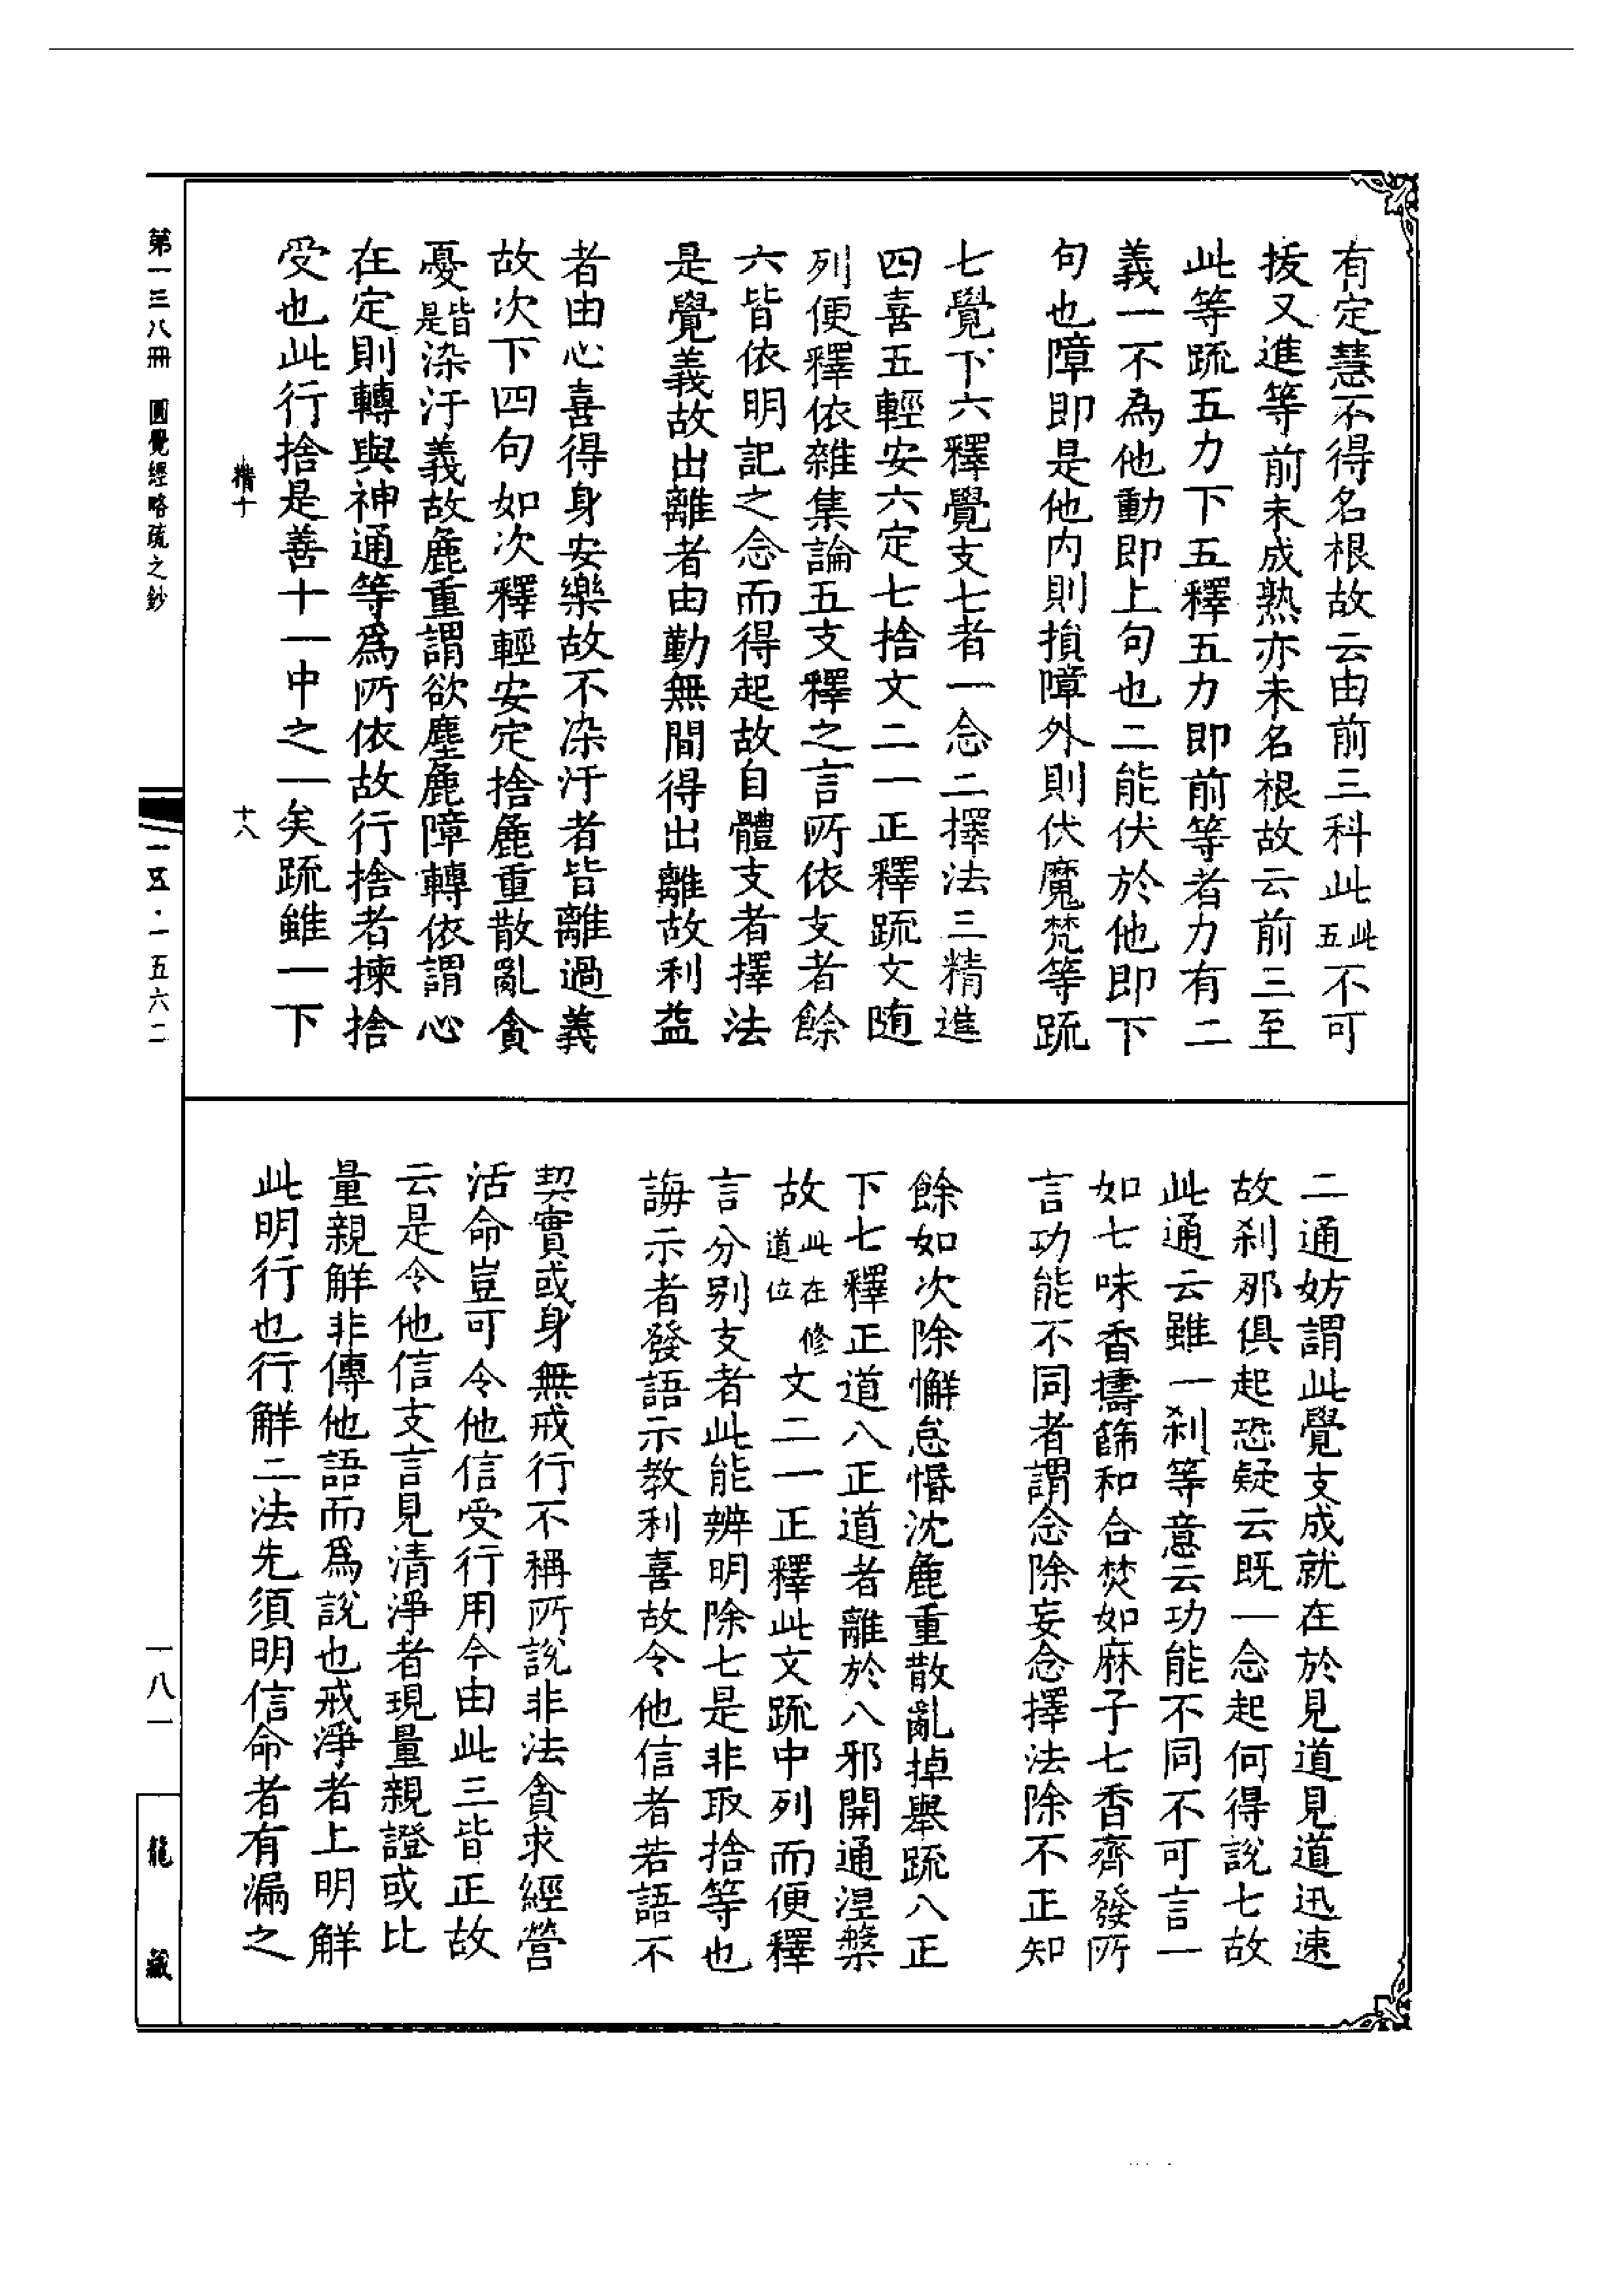 有定慧不得名根故云由前三科此此五不可
拔又進等前未成熟亦未名根故云前三至
此等䟽五力下五釋五力即前等者力有二
義一不為他動即上句也二能伏於他即下
句也障即是他內則損障外則伏魔梵等䟽
七覺下六釋覺支七者一念二擇法三精進
四喜五輕安六定七捨文二一正釋䟽文随
列便釋依雜集論五支釋之言所依支者餘
六皆依明記之念而得起故自體支者擇法
是覺義故出離者由勤無間得出離故利益
者由心喜得身安樂故不染汙者皆離過義
故次下四句如次釋輕安定捨麁重散亂貪
憂皆是染汙義故麁重謂欲塵麁障轉依謂心
在定則轉與神通等爲所依故行捨者揀捨
受也此行捨是善十一中之一矣䟽雖一下
二通妨謂此覺支成就在於見道見道迅速
故刹那俱起恐疑云既一念起何得說七故
此通云雖一刹等意云功能不同不可言一
如七味香擣篩和合焚如麻子七香齊發所
言功能不同者謂念除妄念擇法除不正知
餘如次除懈怠惛沈麁重散亂掉舉䟽八正
下七釋正道八正道者離於八邪開通涅槃
故此在修道位文二一正釋此文䟽中列而便釋
言分别支者此能辨明除七是非取捨等也
誨示者發語示教利喜故令他信者若語不
契實或身無戒行不稱所說非法貪求經營
活命豈可令他信受行用今由此三皆正故
云是令他信支言見清淨者現量親證或比
量親解非傳他語而爲說也戒淨者上明解
此明行也行解二法先須明信命者有漏之
楷十
十八
第一三八冊 圓覺經略疏之鈔
一五·一五六二
一八一
龍藏